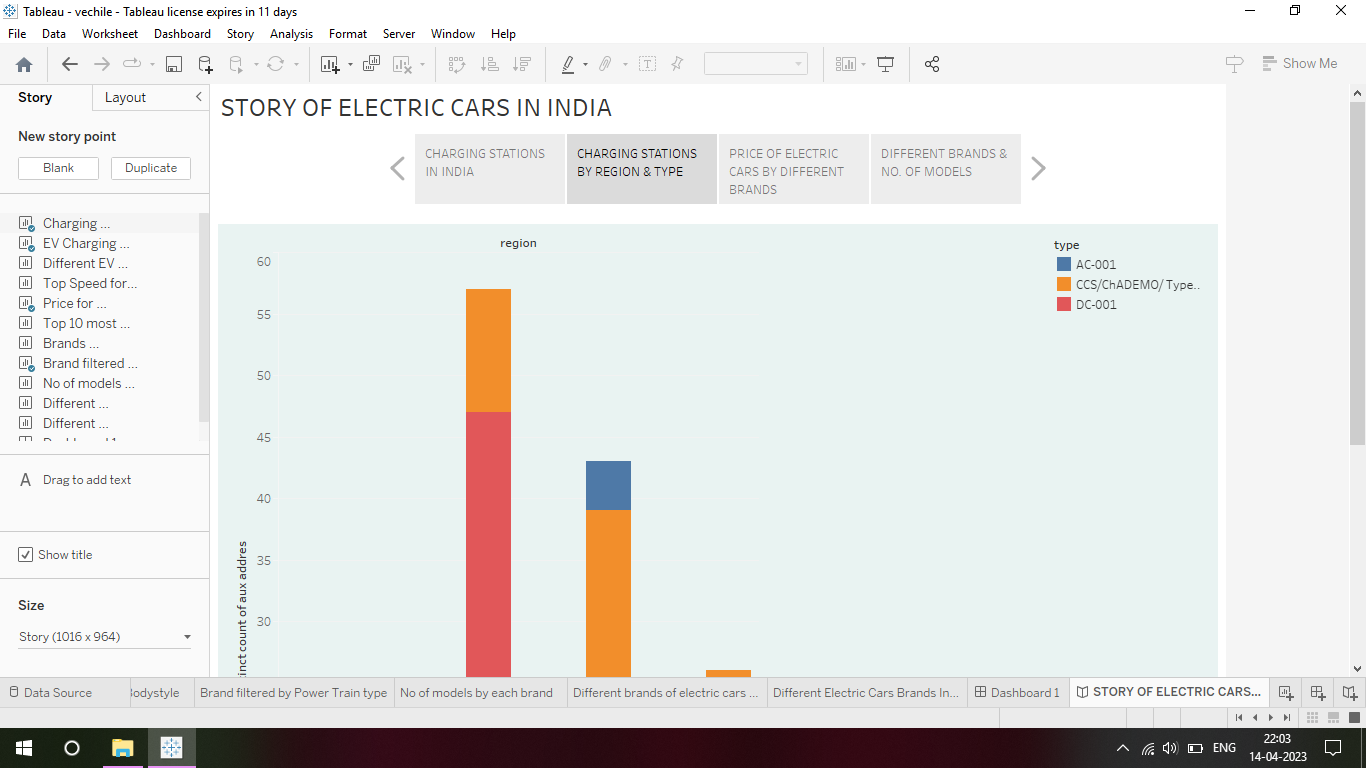 Tableau - vechile - Tableau license expires in 11 days
File Data Worksheet Dashboard Story Analysis Format Server Window Help
Show Me
Story Layout
New story point
Blank Duplicate
Charging ...
EV Charging ...
Different EV ...
Top Speed for...
Price for ...
Top 10 most ...
Brands ...
Brand filtered ...
No of models ...
Different ...
Different ...
A Drag to add text
Show title
Size
Story (1016 x 964)
STORY OF ELECTRIC CARS IN INDIA
CHARGING STATIONS
IN INDIA
CHARGING STATIONS
BY REGION & TYPE
PRICE OF ELECTRIC
CARS BY DIFFERENT
BRANDS
DIFFERENT BRANDS &
NO. OF MODELS
region
60
55
50
45
40
35
30
count of aux addres
type
AC-001
CCS/ChADEMO/ Type..
DC-001
Data Source
Brand filtered by Power Train type
No of models by each brand
Different brands of electric cars ...
Different Electric Cars Brands In...
Dashboard 1
STORY OF ELECTRIC CARS...
ENG
22:03
14-04-2023